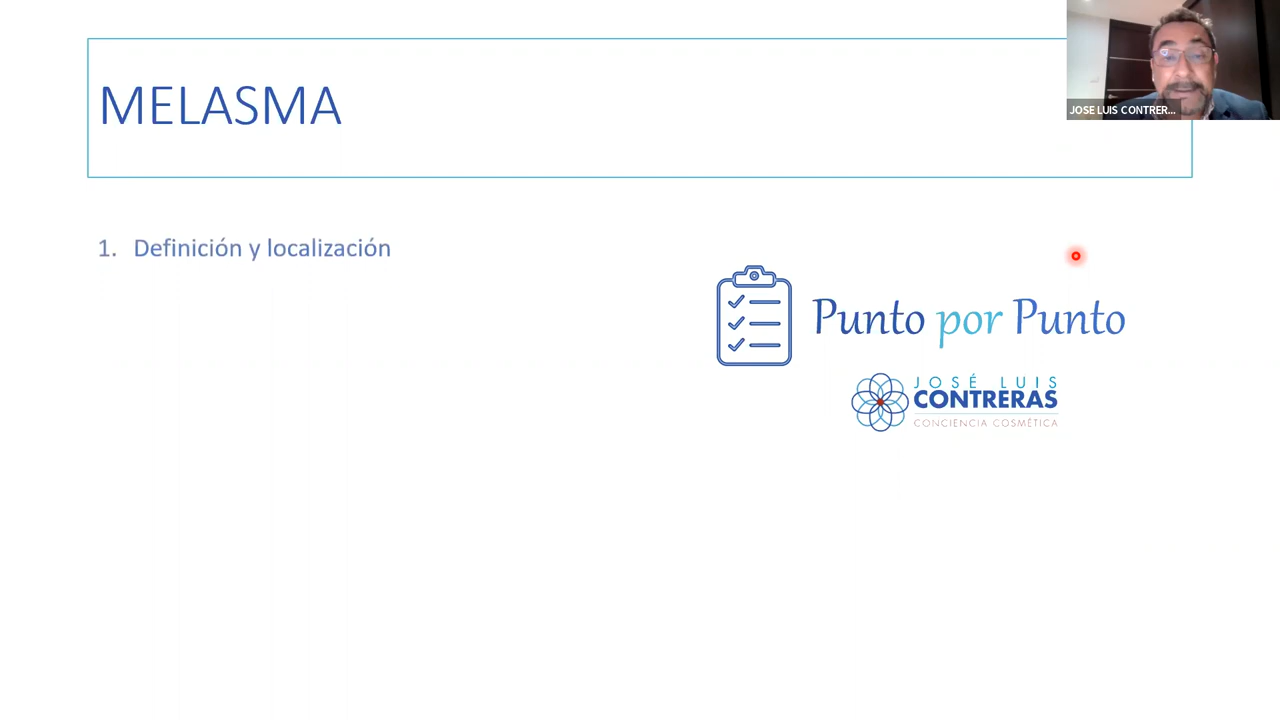 MELASMA
JOSE LUIS CONTRER...
1. Definición y localización
Punto por Punto
JOSÉ LUIS
CONTRERAS
CONCIENCIA COSMÉTICA